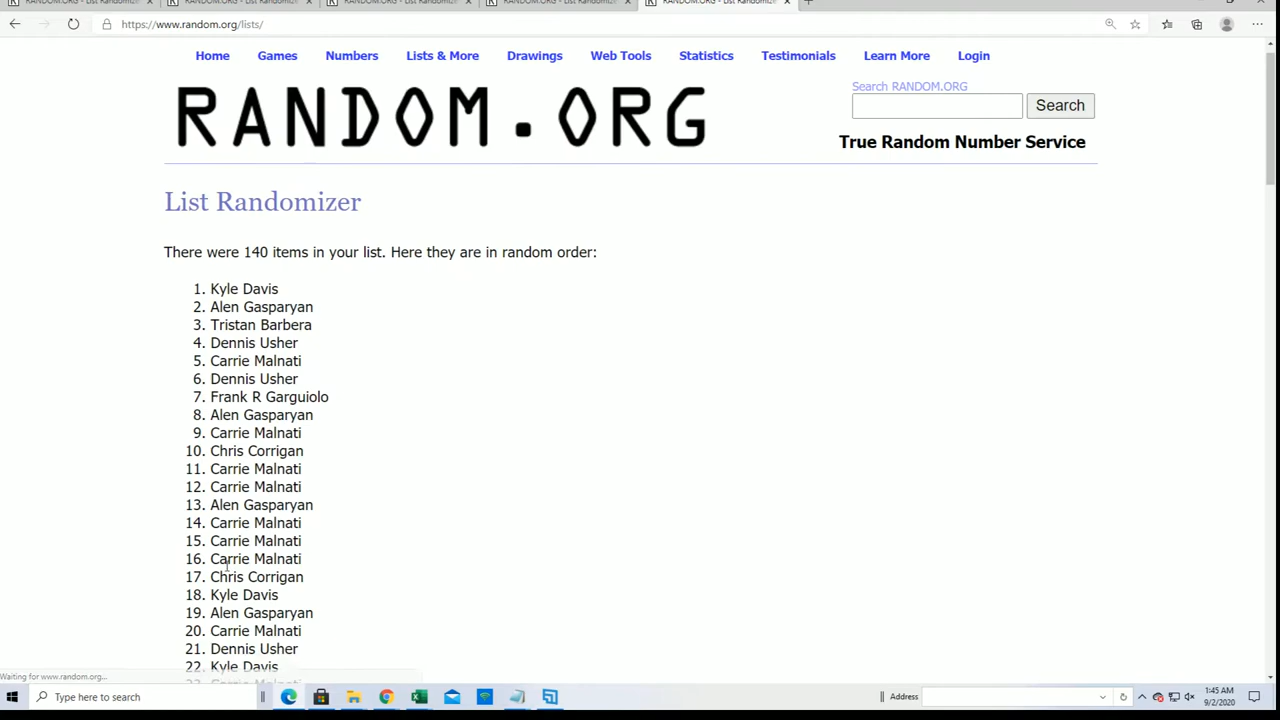 RANDOM.ORG - List Randomizer
https://www.random.org/lists/
Home Games Numbers Lists & More Drawings Web Tools Statistics Testimonials Learn More Login
Search RANDOM.ORG
RANDOM.ORG
Search
True Random Number Service
List Randomizer
There were 140 items in your list. Here they are in random order:
1. Kyle Davis
2. Alen Gasparyan
3. Tristan Barbera
4. Dennis Usher
5. Carrie Malnati
6. Dennis Usher
7. Frank R Garguiolo
8. Alen Gasparyan
9. Carrie Malnati
10. Chris Corrigan
11. Carrie Malnati
12. Carrie Malnati
13. Alen Gasparyan
14. Carrie Malnati
15. Carrie Malnati
16. Carrie Malnati
17. Chris Corrigan
18. Kyle Davis
19. Alen Gasparyan
20. Carrie Malnati
21. Dennis Usher
22. Kyle Davis
Waiting for www.random.org...
Type here to search
Address
1:45 AM
9/2/2020